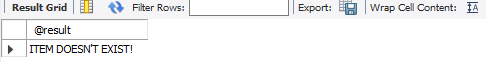 Result Grid Filter Rows: Export: Wrap Cell Content:
@result
ITEM DOESN'T EXIST!